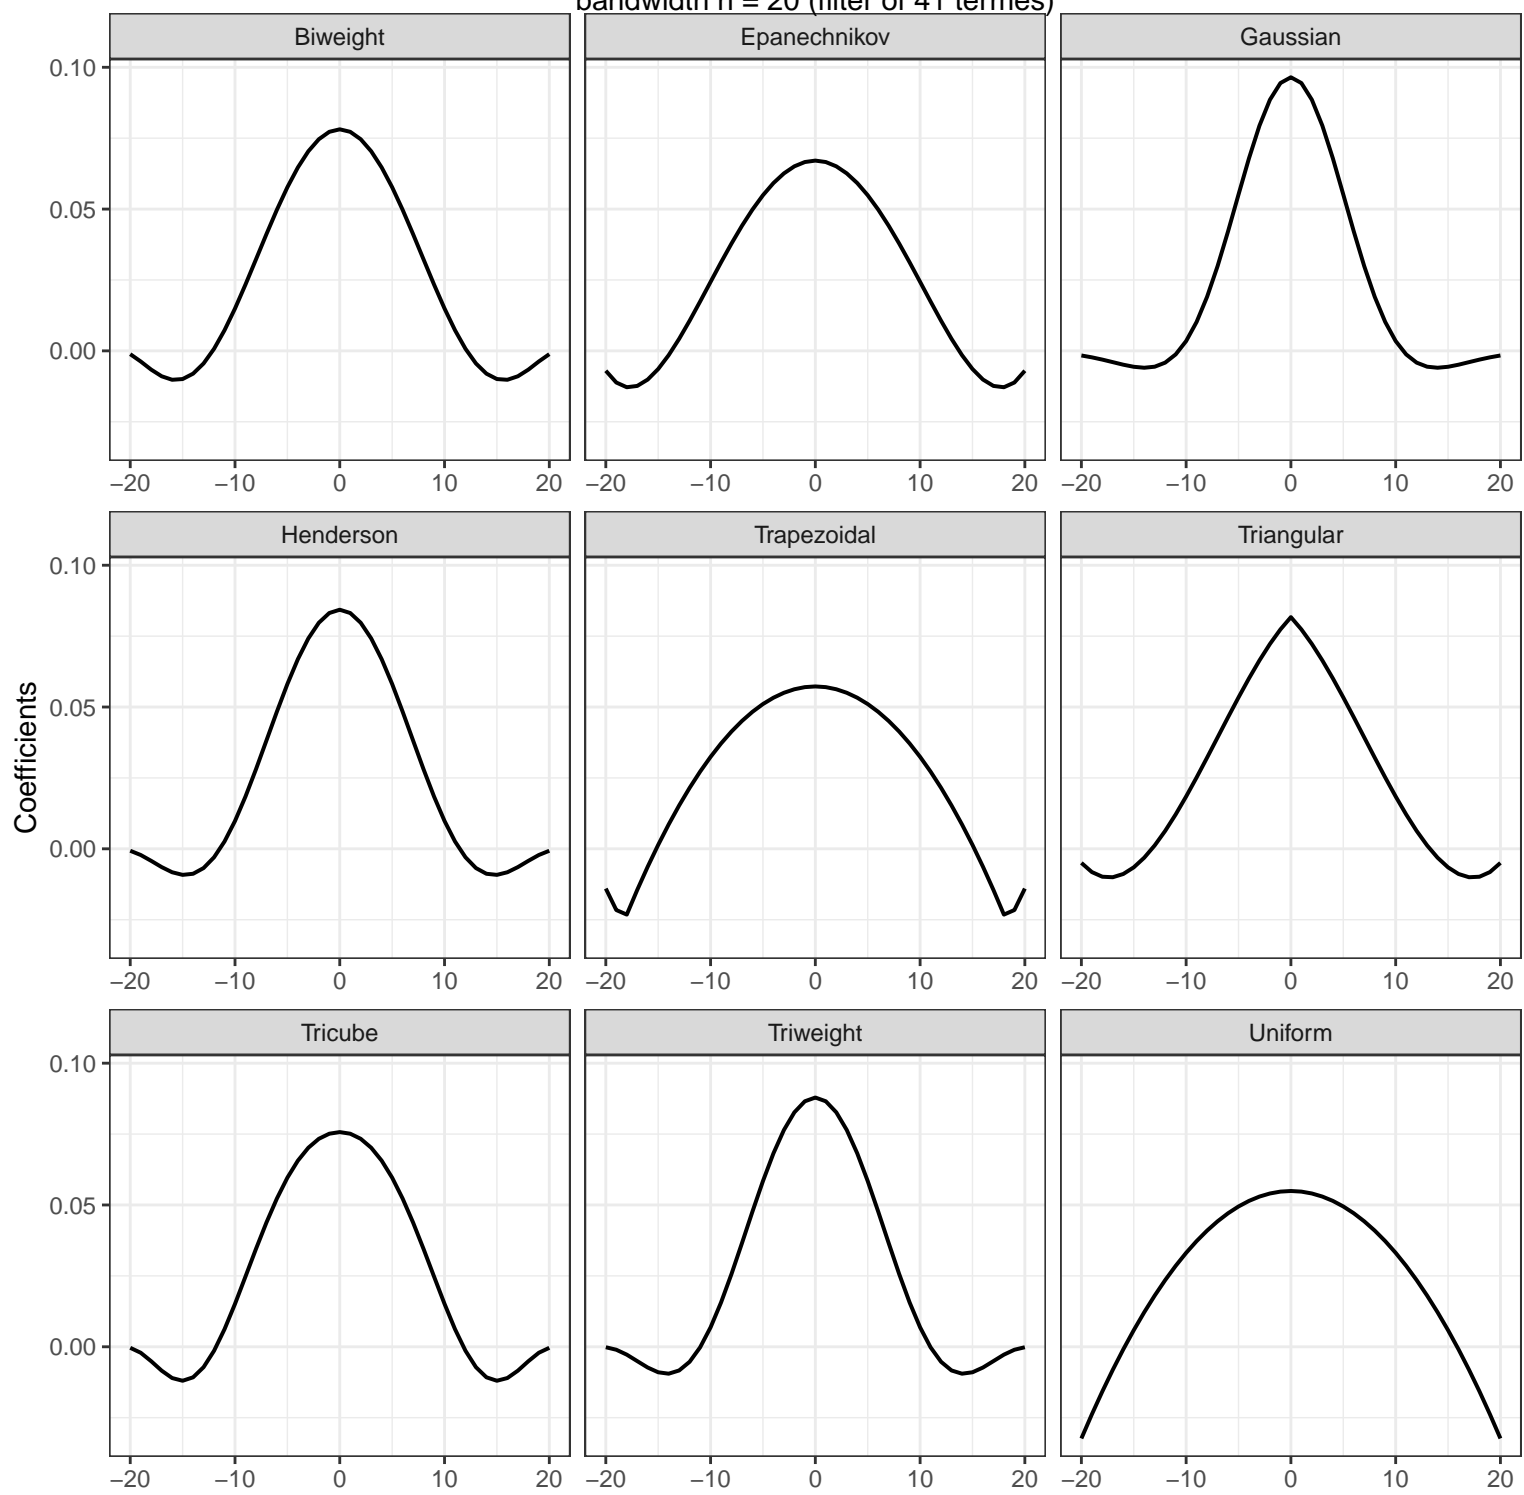 bandwidth h = 20 (filter of 41 termes)
Biweight Epanechnikov Gaussian
0.10
0.05
0.00
−20 −10 0 10 20 −20 −10 0 10 20 −20 −10 0 10 20
Henderson Trapezoidal Triangular
0.10
0.05
0.00
−20 −10 0 10 20 −20 −10 0 10 20 −20 −10 0 10 20
Coefficients
Tricube Triweight Uniform
0.10
0.05
0.00
−20 −10 0 10 20 −20 −10 0 10 20 −20 −10 0 10 20